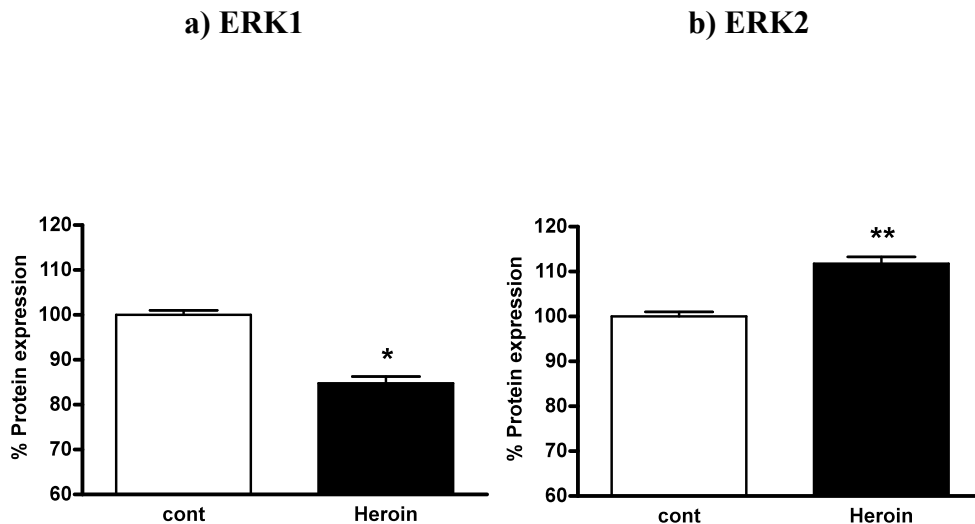 a) ERK1
b) ERK2
% Protein expression
120
110
100
90
80
70
60
*
cont
Heroin
% Protein expression
120
110
100
90
80
70
60
**
cont
Heroin